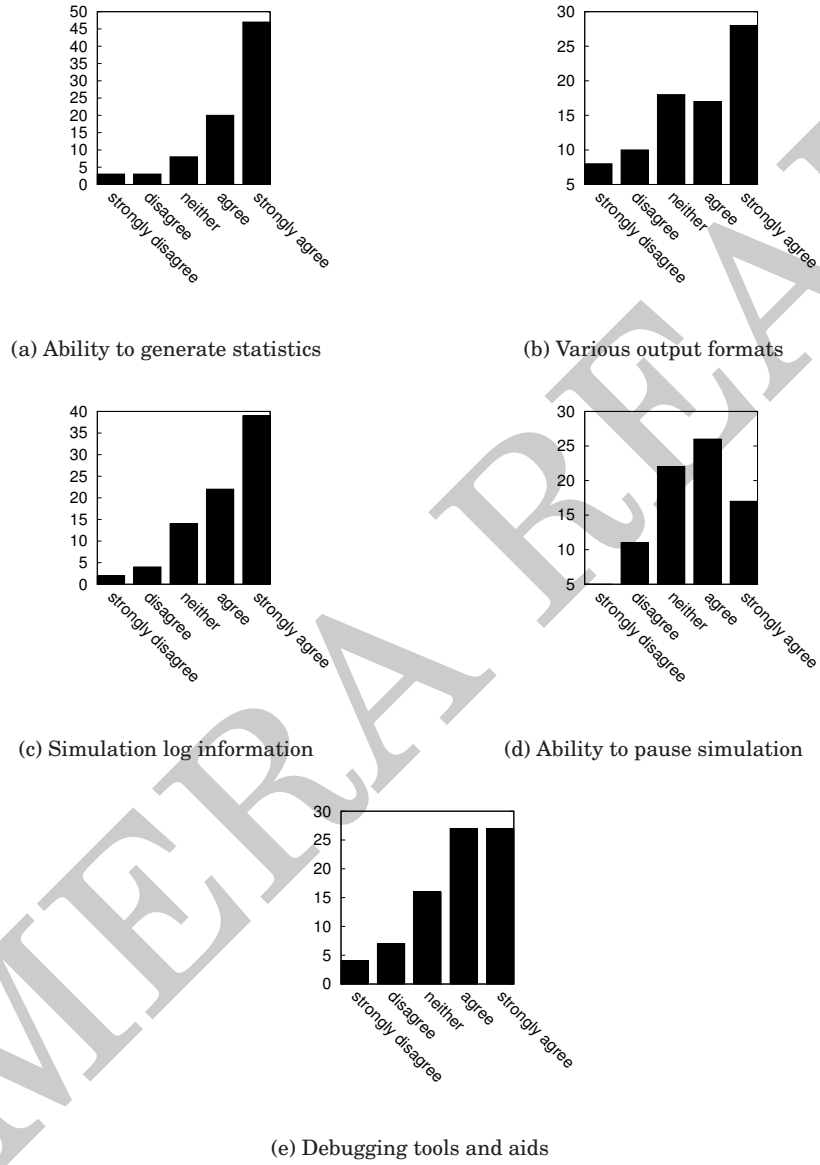 50
45
40
35
30
25
20
15
10
5
0
strongly disagree
disagree
neither
agree
strongly agree
(a) Ability to generate statistics
30
25
20
15
10
5
strongly disagree
disagree
neither
agree
strongly agree
(b) Various output formats
40
35
30
25
20
15
10
5
0
strongly disagree
disagree
neither
agree
strongly agree
(c) Simulation log information
30
25
20
15
10
5
strongly disagree
disagree
neither
agree
strongly agree
(d) Ability to pause simulation
30
25
20
15
10
5
0
strongly disagree
disagree
neither
agree
strongly agree
(e) Debugging tools and aids
MERA REA